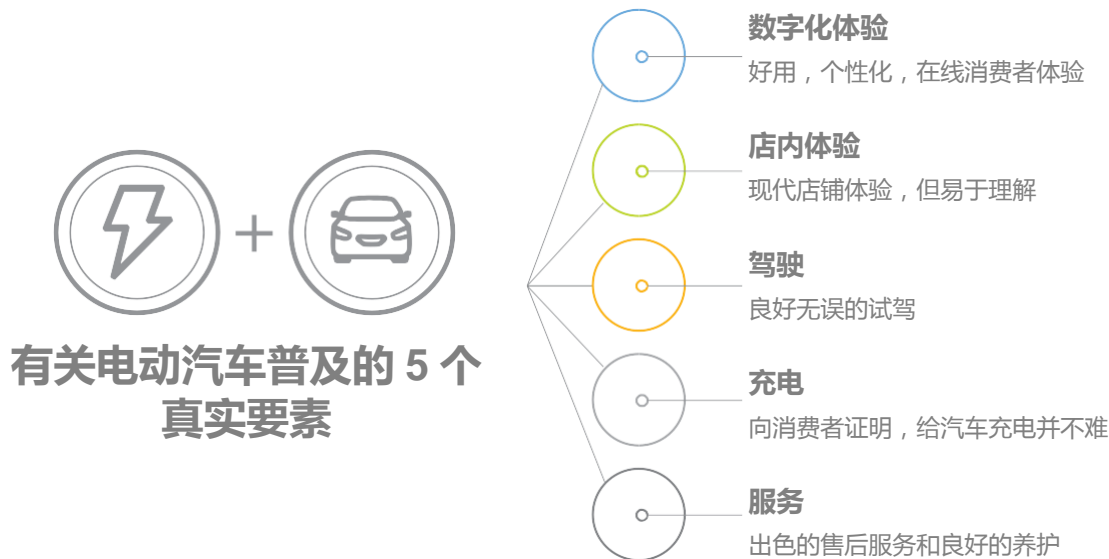 有关电动汽车普及的 5 个
真实要素
数字化体验
好用，个性化，在线消费者体验
店内体验
现代店铺体验，但易于理解
驾驶
良好无误的试驾
充电
向消费者证明，给汽车充电并不难
服务
出色的售后服务和良好的养护